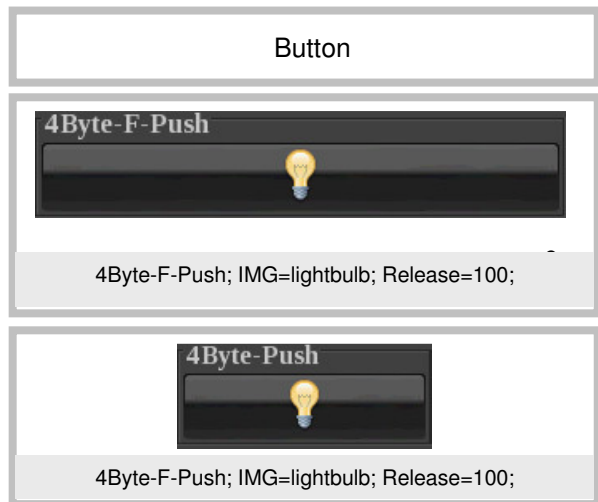 Button
4Byte-F-Push
4Byte-F-Push; IMG=lightbulb; Release=100;
4Byte-Push
4Byte-F-Push; IMG=lightbulb; Release=100;